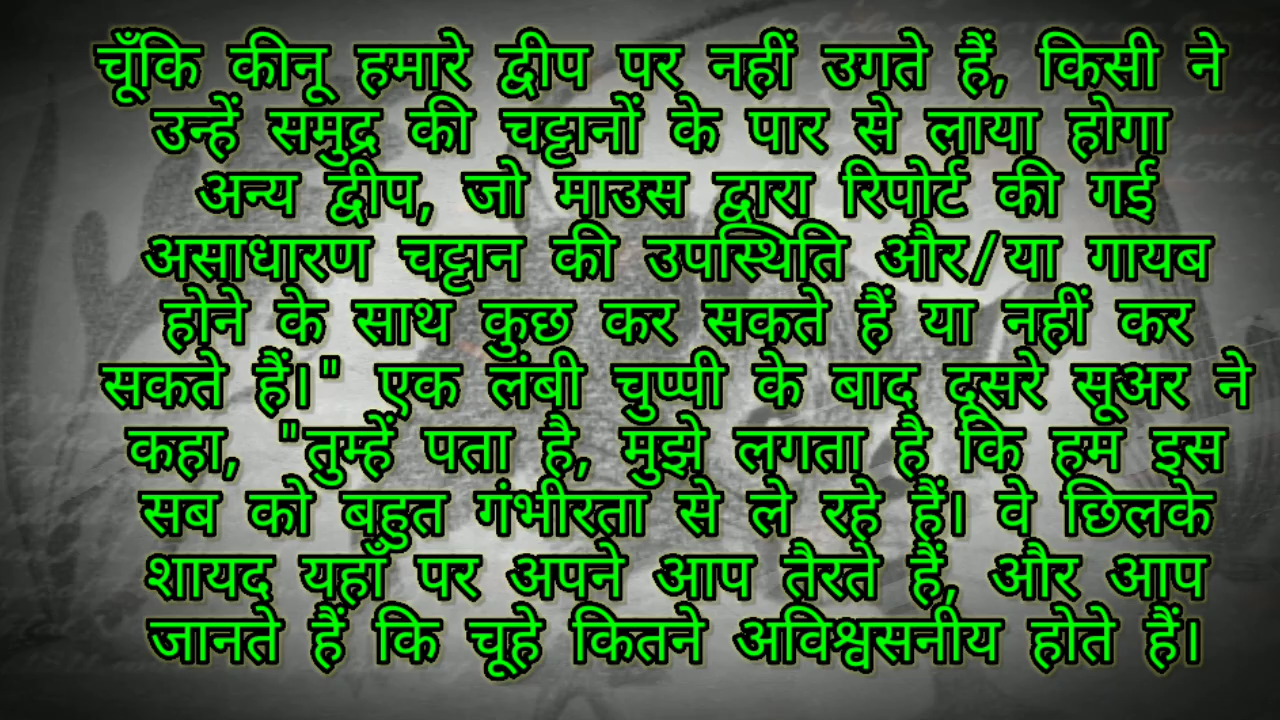 चूँकि कीनू हमारे द्वीप पर नहीं उगते हैं, किसी ने
उन्हें समुद्र की चट्टानों के पार से लाया होगा
अन्य द्वीप, जो माउस द्वारा रिपोर्ट की गई
असाधारण चट्टान की उपस्थिति और/या गायब
होने के साथ कुछ कर सकते हैं या नहीं कर
सकते हैं।" एक लंबी चुप्पी के बाद दूसरे सूअर ने
कहा, "तुम्हें पता है, मुझे लगता है कि हम इस
सब को बहुत गंभीरता से ले रहे हैं। वे छिलके
शायद यहाँ पर अपने आप तैरते हैं, और आप
जानते हैं कि चूहे कितने अविश्वसनीय होते हैं।